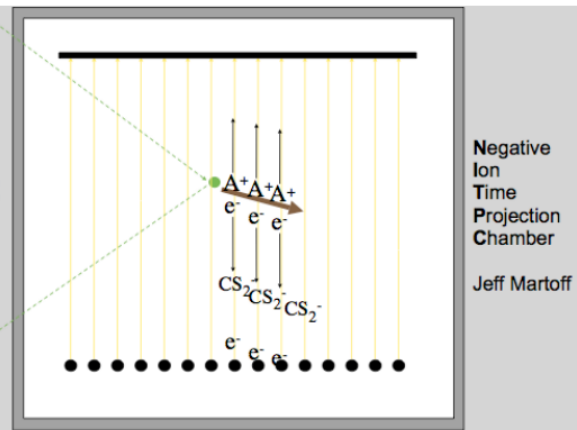 A⁺ A⁺ A⁺
e⁻ e⁻ e⁻
CS₂⁻ CS₂⁻ CS₂⁻
e⁻ e⁻ e⁻
Negative
Ion
Time
Projection
Chamber
Jeff Martoff